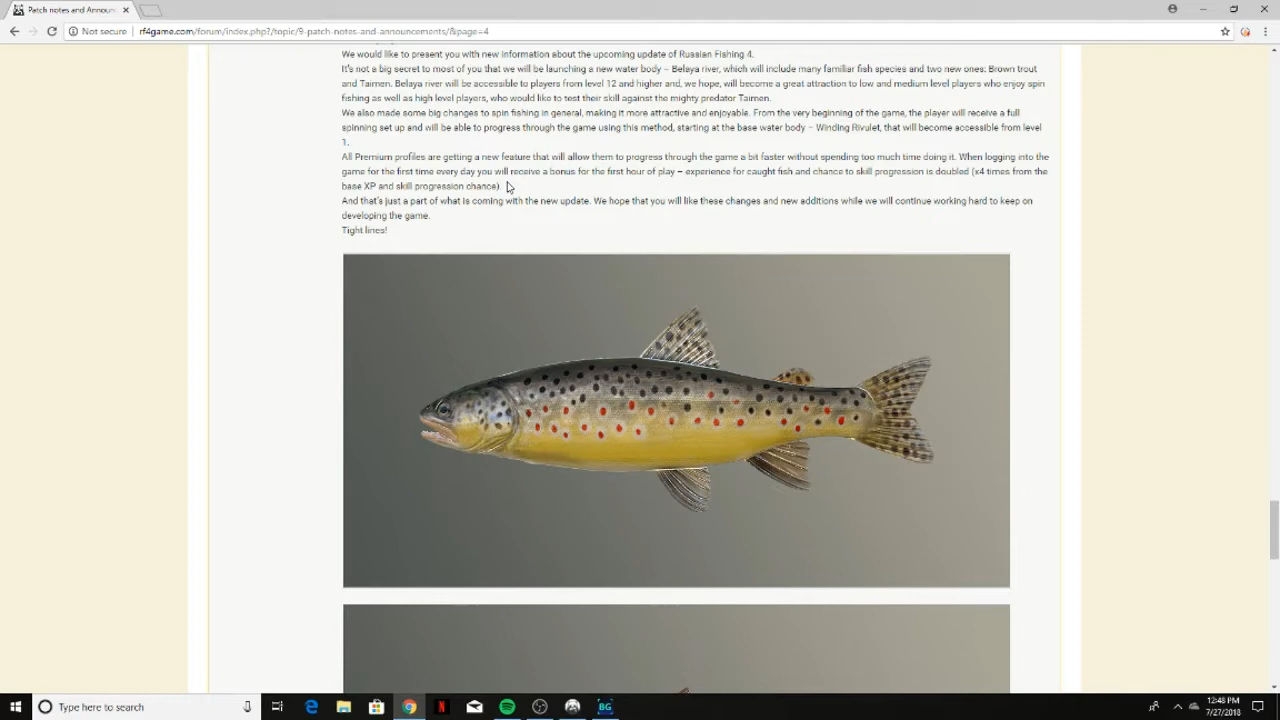 Patch notes and Announ
Not secure
rf4game.com/forum/index.php?/topic/9-patch-notes-and-announcements/&page=4
We would like to present you with new information about the upcoming update of Russian Fishing 4.
It's not a big secret to most of you that we will be launching a new water body – Belaya river, which will include many familiar fish species and two new ones: Brown trout
and Taimen. Belaya river will be accessible to players from level 12 and higher and, we hope, will become a great attraction to low and medium level players who enjoy spin
fishing as well as high level players, who would like to test their skill against the mighty predator Taimen.
We also made some big changes to spin fishing in general, making it more attractive and enjoyable. From the very beginning of the game, the player will receive a full
spinning set up and will be able to progress through the game using this method, starting at the base water body – Winding Rivulet, that will become accessible from level
1.
All Premium profiles are getting a new feature that will allow them to progress through the game a bit faster without spending too much time doing it. When logging into the
game for the first time every day you will receive a bonus for the first hour of play – experience for caught fish and chance to skill progression is doubled (x4 times from the
base XP and skill progression chance).
And that's just a part of what is coming with the new update. We hope that you will like these changes and new additions while we will continue working hard to keep on
developing the game.
Tight lines!
Type here to search
N
BG
12:48 PM
7/27/2018